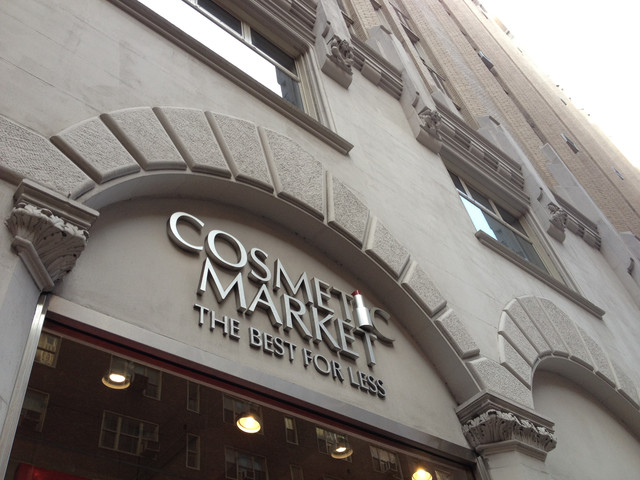 COSMETIC
MARKET
THE BEST FOR LESS